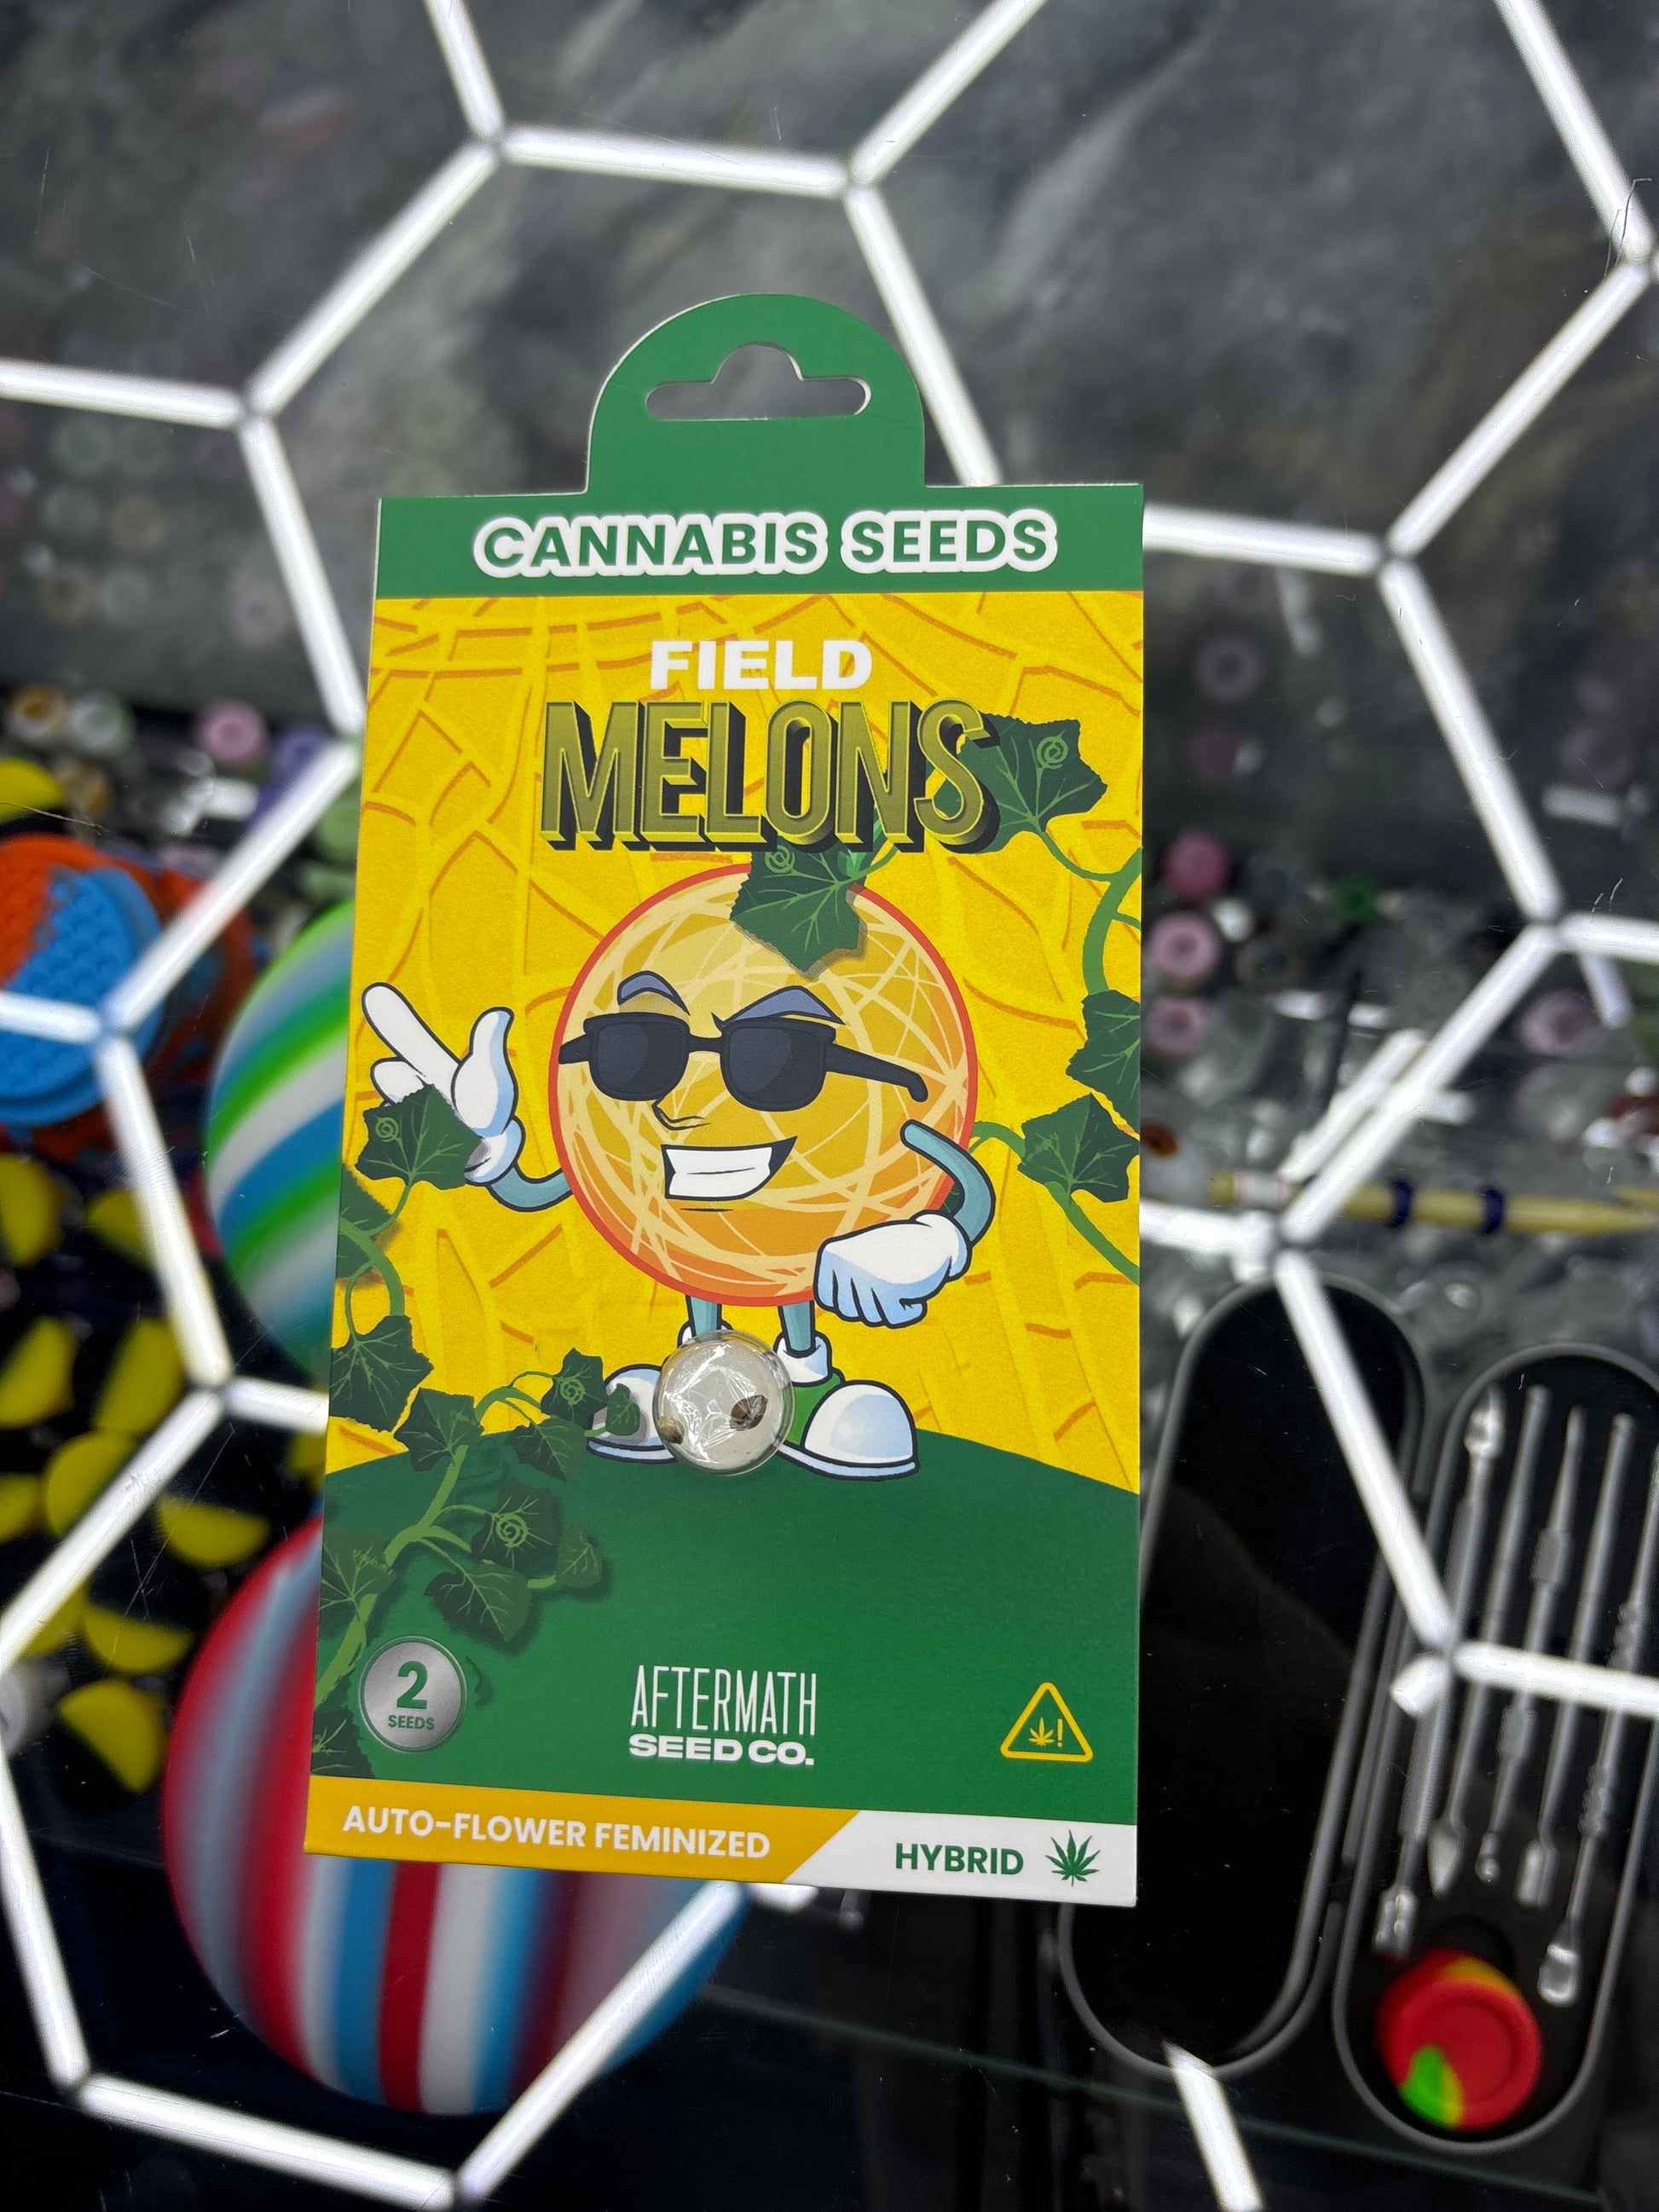 CANNABIS SEEDS
FIELD
MELONS
2
SEEDS
AFTERMATH
SEED CO.
!
AUTO-FLOWER FEMINIZED
HYBRID